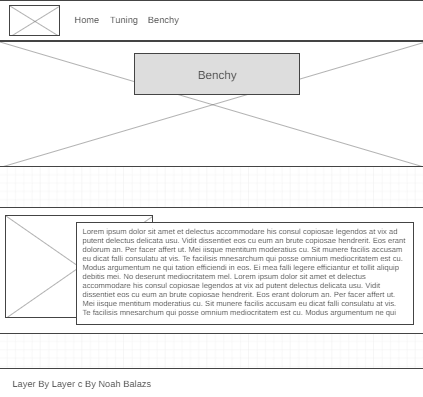 Home Tuning Benchy
Benchy
Lorem ipsum dolor sit amet et delectus accommodare his consul copiosae legendos at vix ad
putent delectus delicata usu. Vidit dissentiet eos cu eum an brute copiosae hendrerit. Eos erant
dolorum an. Per facer affert ut. Mei iisque mentitum moderatius cu. Sit munere facilis accusam
eu dicat falli consulatu at vis. Te facilisis mnesarchum qui posse omnium mediocritatem est cu.
Modus argumentum ne qui tation efficiendi in eos. Ei mea falli legere efficiantur et tollit aliquip
debitis mei. No deserunt mediocritatem mel. Lorem ipsum dolor sit amet et delectus
accommodare his consul copiosae legendos at vix ad putent delectus delicata usu. Vidit
dissentiet eos cu eum an brute copiosae hendrerit. Eos erant dolorum an. Per facer affert ut.
Mei iisque mentitum moderatius cu. Sit munere facilis accusam eu dicat falli consulatu at vis.
Te facilisis mnesarchum qui posse omnium mediocritatem est cu. Modus argumentum ne qui
Layer By Layer c By Noah Balazs